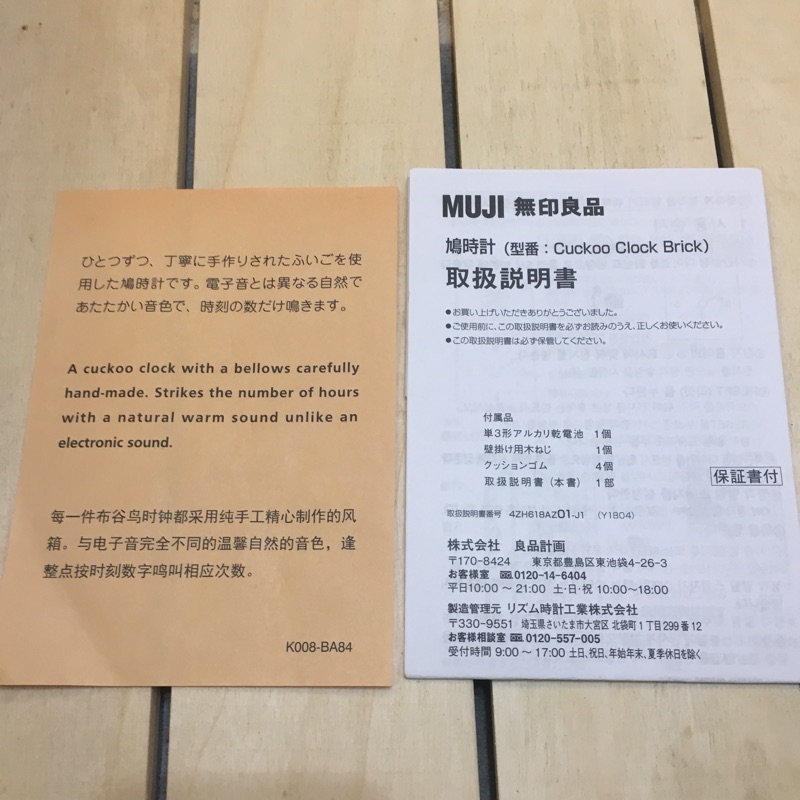 ひとつずつ、丁寧に手作りされたふいごを使
用した鳩時計です。電子音とは異なる自然で
あたたかい音色で、時刻の数だけ鳴きます。
A cuckoo clock with a bellows carefully
hand-made. Strikes the number of hours
with a natural warm sound unlike an
electronic sound.
每一件布谷鸟时钟都采用纯手工精心制作的风
箱。与电子音完全不同的温馨自然的音色，逢
整点按时刻数字鸣叫相应次数。
K008-BA84
MUJI 無印良品
鳩時計（型番：Cuckoo Clock Brick）
取扱説明書
●お買い上げいただきありがとうございました。
●ご使用前に、この取扱説明書を必ずお読みのうえ、正しくお使いください。
●この取扱説明書は必ず保管してください。
付属品
単3形アルカリ乾電池 1個
壁掛け用木ねじ 1個
クッションゴム 4個
取扱説明書（本書） 1部
保証書付
取扱説明書番号 4ZH618AZ01-J1 （Y1804）
株式会社 良品計画
〒170-8424 東京都豊島区東池袋4-26-3
お客様室 0120-14-6404
平日10:00～21:00 土・日・祝 10:00～18:00
製造管理元 リズム時計工業株式会社
〒330-9551 埼玉県さいたま市大宮区 北袋町1丁目299番12
お客様相談室 0120-557-005
受付時間 9:00～17:00 土日、祝日、年始年末、夏季休日を除く